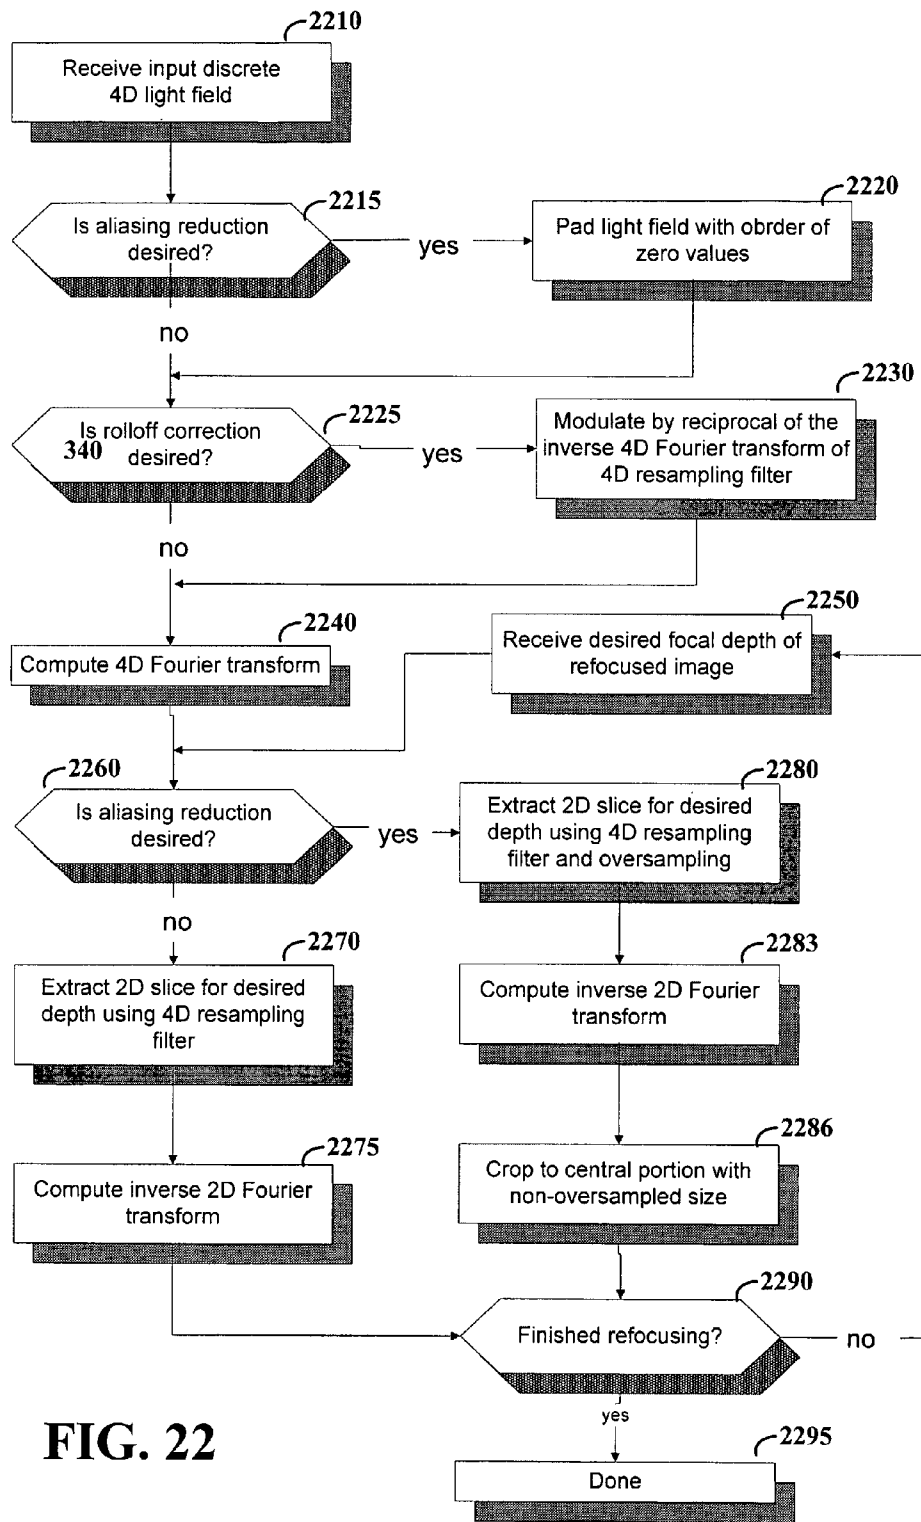 2210
Receive input discrete
4D light field
2215
Is aliasing reduction
desired?
yes
2220
Pad light field with obrder of
zero values
no
2225
Is rolloff correction
340 desired?
yes
2230
Modulate by reciprocal of the
inverse 4D Fourier transform of
4D resampling filter
no
2240
Compute 4D Fourier transform
2250
Receive desired focal depth of
refocused image
2260
Is aliasing reduction
desired?
yes
2280
Extract 2D slice for desired
depth using 4D resampling
filter and oversampling
no
2270
Extract 2D slice for desired
depth using 4D resampling
filter
2283
Compute inverse 2D Fourier
transform
2275
Compute inverse 2D Fourier
transform
2286
Crop to central portion with
non-oversampled size
2290
Finished refocusing?
no
yes
2295
Done
FIG. 22